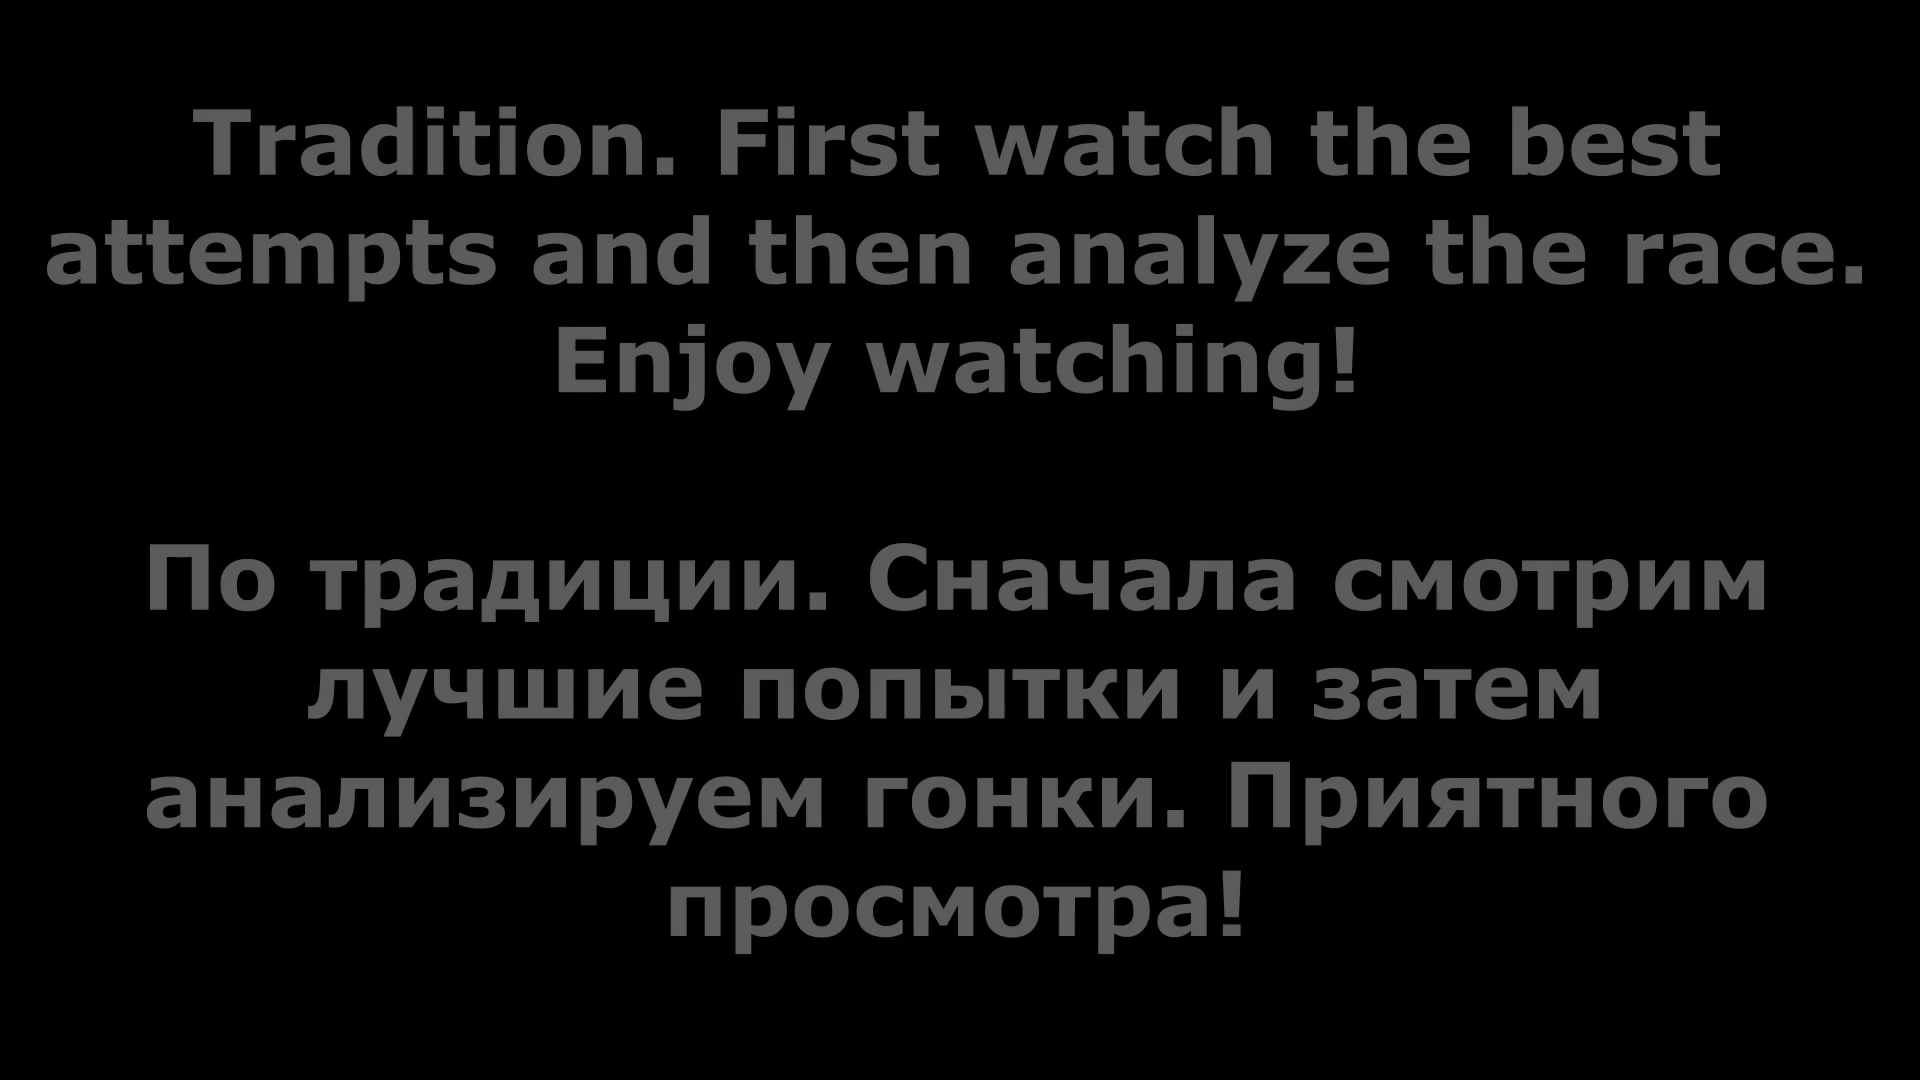 Tradition. First watch the best
attempts and then analyze the race.
Enjoy watching!
По традиции. Сначала смотрим
лучшие попытки и затем
анализируем гонки. Приятного
просмотра!